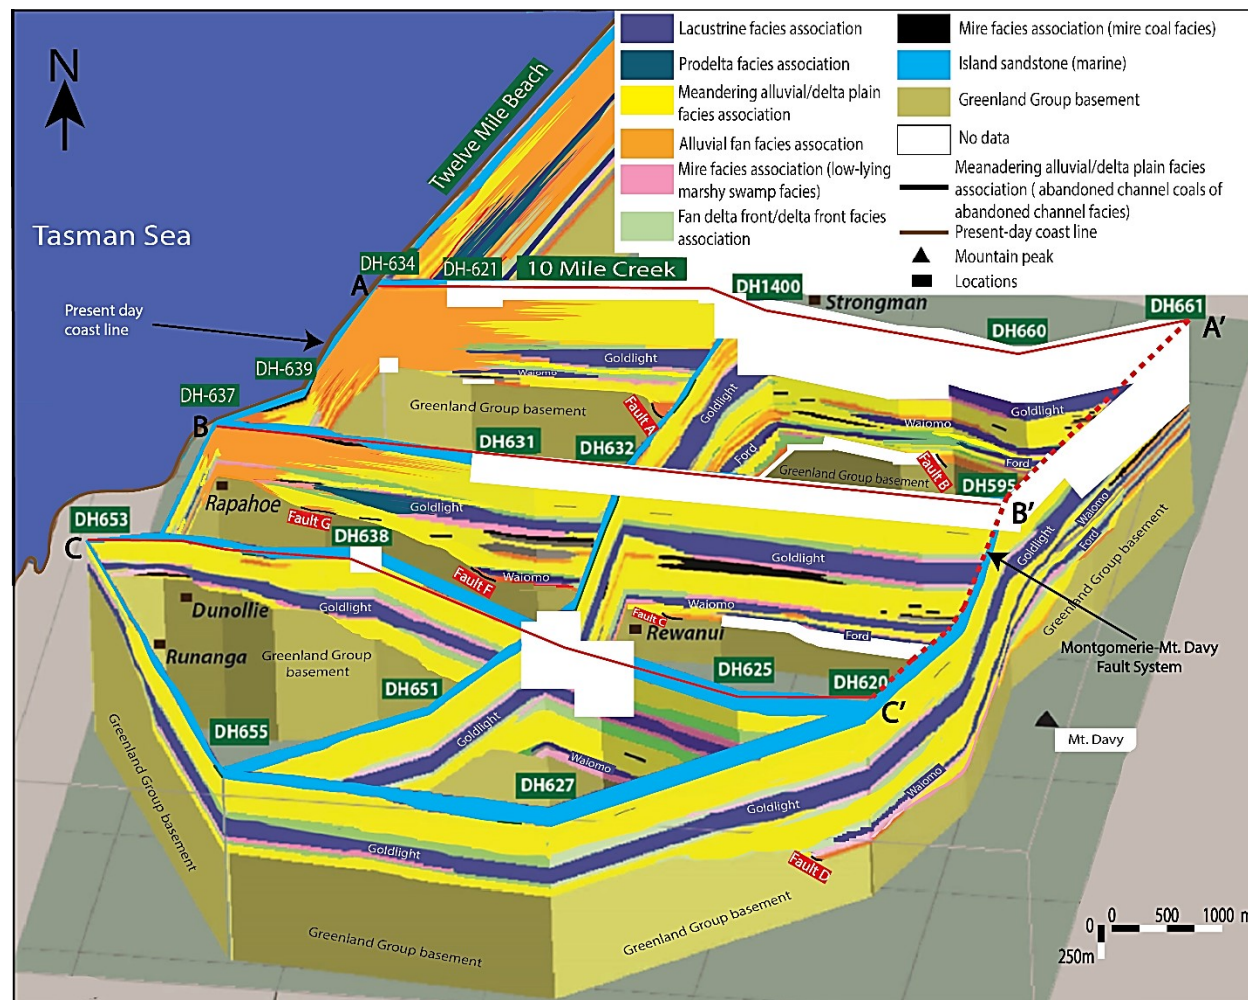 N
Tasman Sea
Twelve Mile Beach
Present day
coast line
Lacustrine facies association
Prodelta facies association
Meandering alluvial/delta plain
facies association
Alluvial fan facies assocation
Mire facies association (low-lying
marshy swamp facies)
Fan delta front/delta front facies
association
Mire facies association (mire coal facies)
Island sandstone (marine)
Greenland Group basement
No data
Meanadering alluvial/delta plain facies
association ( abandoned channel coals of
abandoned channel facies)
Present-day coast line
Mountain peak
Locations
DH-634
DH-621
10 Mile Creek
DH1400
Strongman
DH660
DH661
A
A'
DH-639
DH-637
B
Goldlight
Waiomo
Greenland Group basement
Fault A
DH631
DH632
Goldlight
Ford
Waiomo
Goldlight
Ford
Greenland Group basement
Fault B
DH595
B'
Rapahoe
Fault G
DH638
Goldlight
Fault F
Waiomo
Goldlight
Waiomo
Fault C
Rewanui
Ford
DH653
C
Dunollie
Runanga
Goldlight
Greenland Group
basement
DH651
DH655
DH625
DH620
C'
Goldlight
Waiomo
DH627
Goldlight
Waiomo
Ford
Greenland Group basement
Montgomerie-Mt. Davy
Fault System
Mt. Davy
Goldlight
Goldlight
Waiomo
Fault D
Greenland Group basement
Greenland Group basement
Greenland Group basement
0
500
1000 m
0
250m